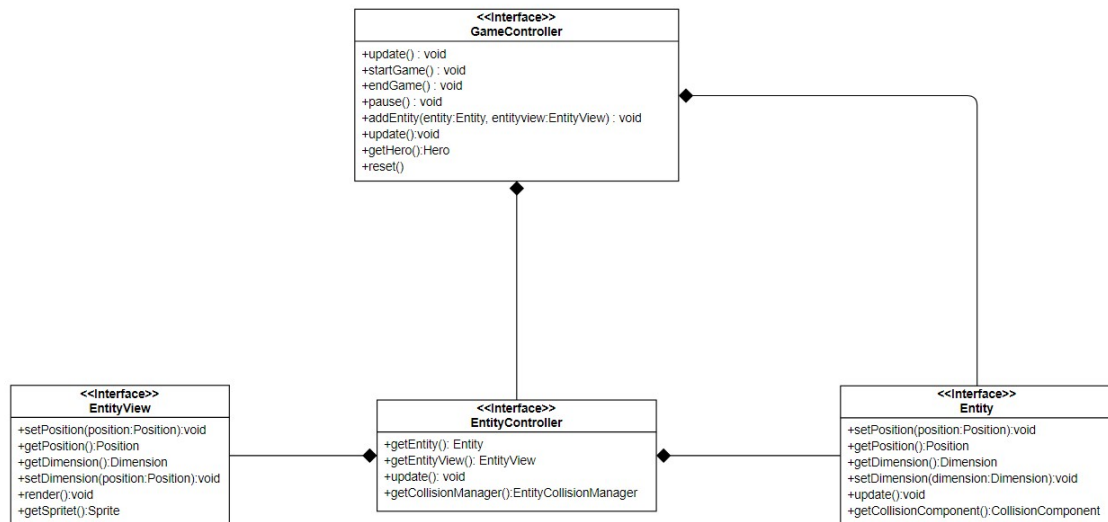 <<Interface>>
GameController
+update() : void
+startGame() : void
+endGame() : void
+pause() : void
+addEntity(entity:Entity, entityview:EntityView) : void
+update():void
+getHero():Hero
+reset()
<<Interface>>
EntityView
+setPosition(position:Position):void
+getPosition():Position
+getDimension():Dimension
+setDimension(position:Position):void
+render():void
+getSpritet():Sprite
<<Interface>>
EntityController
+getEntity(): Entity
+getEntityView(): EntityView
+update(): void
+getCollisionManager():EntityCollisionManager
<<Interface>>
Entity
+setPosition(position:Position):void
+getPosition():Position
+getDimension():Dimension
+setDimension(dimension:Dimension):void
+update():void
+getCollisionComponent():CollisionComponent